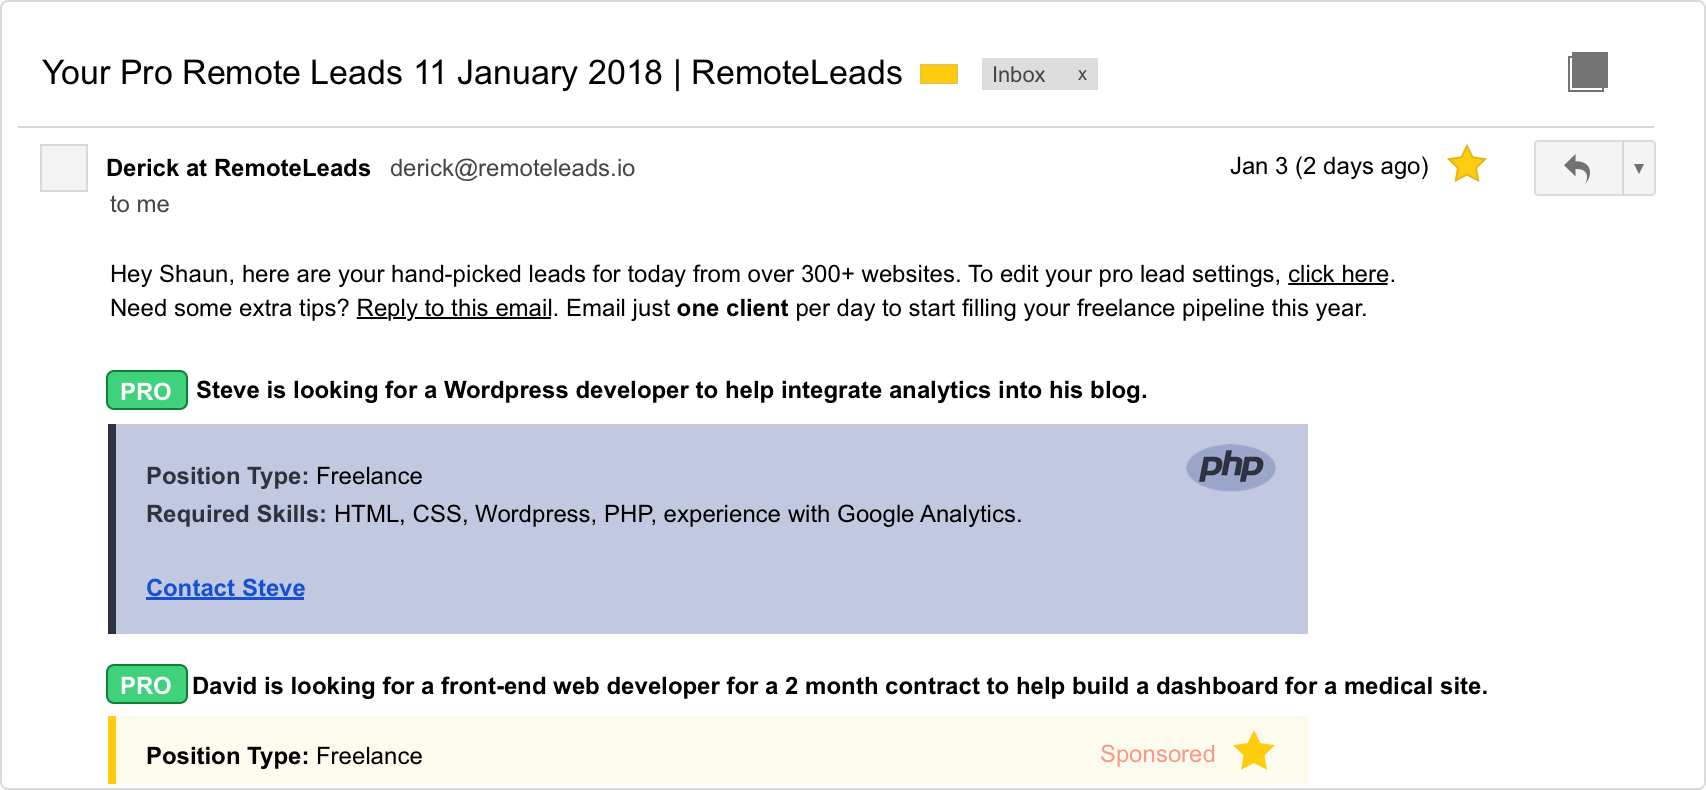 Your Pro Remote Leads 11 January 2018 | RemoteLeads Inbox x
Derick at RemoteLeads derick@remoteleads.io Jan 3 (2 days ago)
to me
Hey Shaun, here are your hand-picked leads for today from over 300+ websites. To edit your pro lead settings, click here.
Need some extra tips? Reply to this email. Email just one client per day to start filling your freelance pipeline this year.
PRO Steve is looking for a Wordpress developer to help integrate analytics into his blog.
php
Position Type: Freelance
Required Skills: HTML, CSS, Wordpress, PHP, experience with Google Analytics.
Contact Steve
PRO David is looking for a front-end web developer for a 2 month contract to help build a dashboard for a medical site.
Position Type: Freelance Sponsored